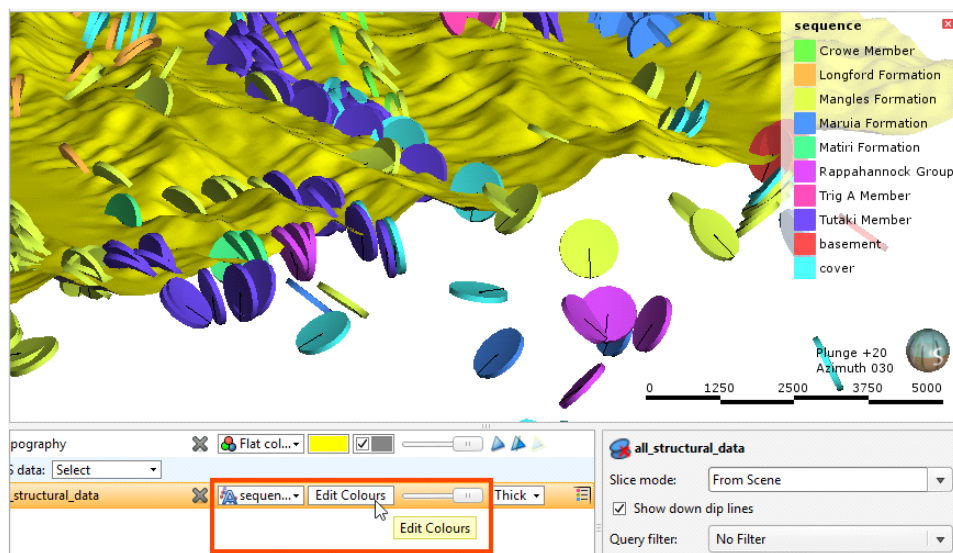 sequence
Crowe Member
Longford Formation
Mangles Formation
Maruia Formation
Matiri Formation
Rappahannock Group
Trig A Member
Tutaki Member
basement
cover
Plunge +20
Azimuth 030
0 1250 2500 3750 5000
pography Flat col...
S data: Select
_structural_data sequen... Edit Colours Thick
Edit Colours
all_structural_data
Slice mode: From Scene
Show down dip lines
Query filter: No Filter